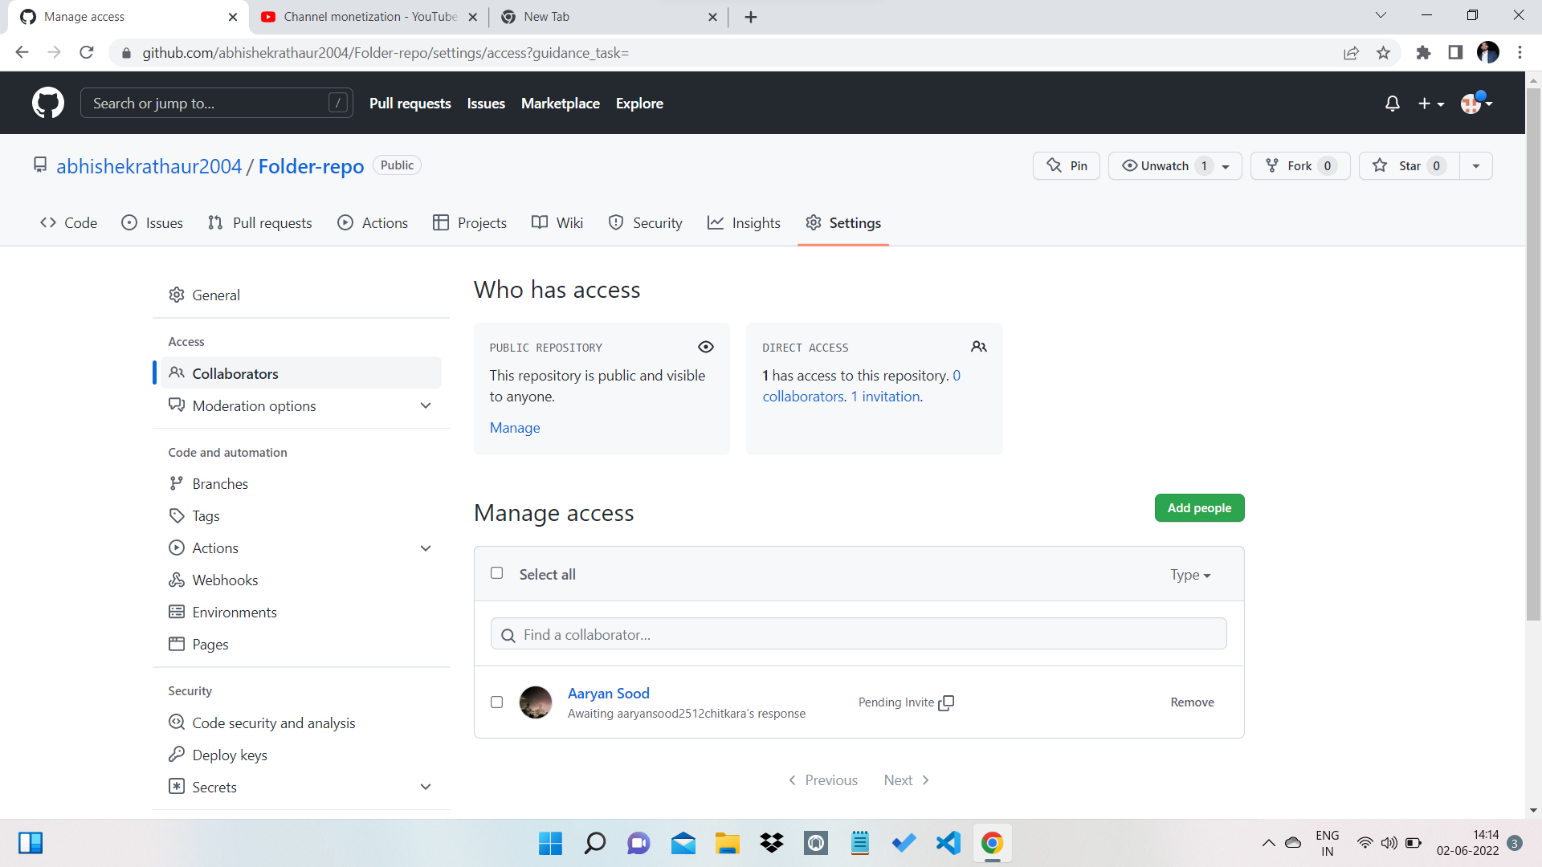 Manage access
Channel monetization - YouTube
New Tab
github.com/abhishekrathaur2004/Folder-repo/settings/access?guidance_task=
Search or jump to...
/
Pull requests
Issues
Marketplace
Explore
abhishekrathaur2004 / Folder-repo
Public
Pin
Unwatch 1
Fork 0
Star 0
Code
Issues
Pull requests
Actions
Projects
Wiki
Security
Insights
Settings
General
Access
Collaborators
Moderation options
Code and automation
Branches
Tags
Actions
Webhooks
Environments
Pages
Security
Code security and analysis
Deploy keys
Secrets
Who has access
PUBLIC REPOSITORY
This repository is public and visible
to anyone.
Manage
DIRECT ACCESS
1 has access to this repository. 0
collaborators. 1 invitation.
Manage access
Add people
Select all
Type
Find a collaborator...
Aaryan Sood
Awaiting aaryansood2512chitkara's response
Pending Invite
Remove
Previous
Next
ENG
IN
14:14
02-06-2022
3